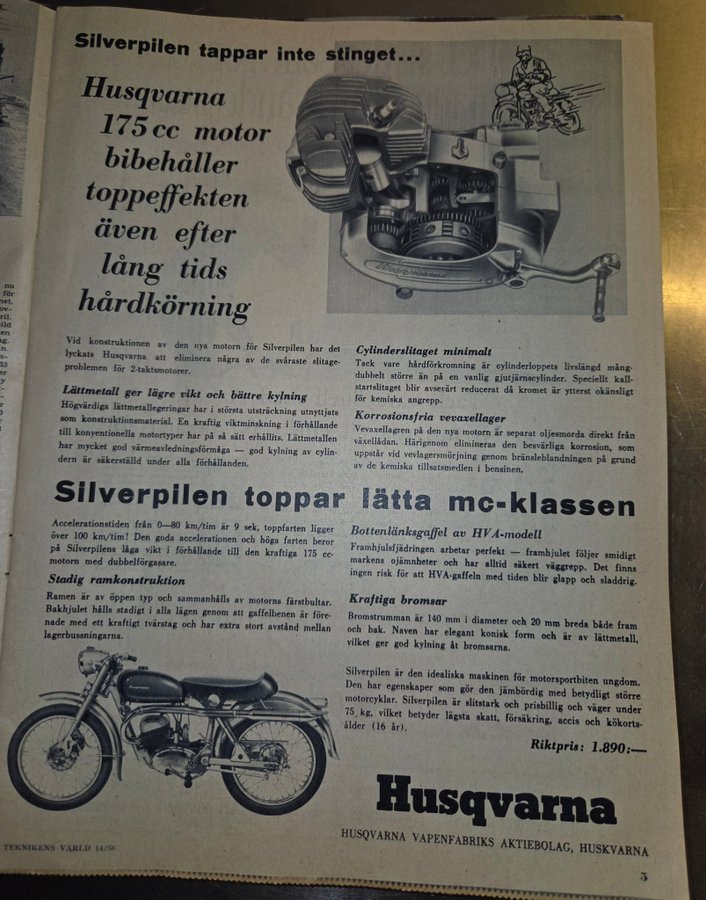 Silverpilen tappar inte stinget...
Husqvarna
175 cc motor
bibehåller
toppeffekten
även efter
lång tids
hårdkörning
Vid konstruktionen av den nya motorn för Silverpilen har det
lyckats Husqvarna att eliminera några av de svåraste slitage-
problemen för 2-taktsmotorer.
Lättmetall ger lägre vikt och bättre kylning
Högvärdiga lättmetallegeringar har i största utsträckning utnyttjats
som konstruktionsmaterial. En kraftig viktminskning i förhållande
till konventionella motortyper har på så sätt erhållits. Lättmetallen
har mycket god värmeavledningsförmåga — god kylning av cylin-
dern är säkerställd under alla förhållanden.
Cylinderslitaget minimalt
Tack vare hårdförkromning är cylinderloppets livslängd mång-
dubbelt större än på en vanlig gjutjärnscylinder. Speciellt kall-
startslitaget blir avsevärt reducerat då kromet är ytterst okänsligt
för kemiska angrepp.
Korrosionsfria vevaxellager
Vevaxellagren på den nya motorn är separat oljesmorda direkt från
växellådan. Härigenom elimineras den besvärliga korrosion, som
uppstår vid vevlagersmörjning genom bränsleblandningen på grund
av de kemiska tillsatsmedlen i bensinen.
Silverpilen toppar lätta mc-klassen
Accelerationstiden från 0—80 km/tim är 9 sek, toppfarten ligger
över 100 km/tim! Den goda accelerationen och höga farten beror
på Silverpilens låga vikt i förhållande till den kraftiga 175 cc-
motorn med dubbelförgasare.
Stadig ramkonstruktion
Ramen är av öppen typ och sammanhålls av motorns fästbultar.
Bakhjulet hålls stadigt i alla lägen genom att gaffelbenen är före-
nade med ett kraftigt tvärstag och har extra stort avstånd mellan
lagerbussningarna.
Bottenlänksgaffel av HVA-modell
Framhjulsfjädringen arbetar perfekt — framhjulet följer smidigt
markens ojämnheter och har alltid säkert väggrepp. Det finns
ingen risk för att HVA-gaffeln med tiden blir glapp och sladdrig.
Kraftiga bromsar
Bromstrumman är 140 mm i diameter och 20 mm breda både fram
och bak. Naven har elegant konisk form och är av lättmetall,
vilket ger god kylning åt bromsarna.
Silverpilen är den idealiska maskinen för motorsportbiten ungdom.
Den har egenskaper som gör den jämbördig med betydligt större
motorcyklar. Silverpilen är slitstark och prisbillig och väger under
75 kg, vilket betyder lägsta skatt, försäkring, accis och körkorts-
ålder (16 år).
Riktpris: 1.890:—
Husqvarna
HUSQVARNA VAPENFABRIKS AKTIEBOLAG, HUSKVARNA
TEKNIKENS VÄRLD 14/56
5